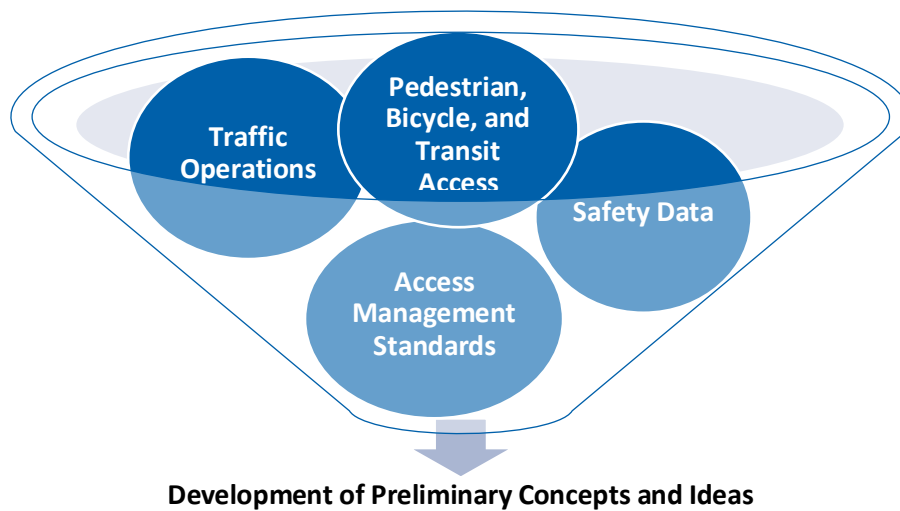 Traffic
Operations
Pedestrian,
Bicycle, and
Transit
Access
Safety Data
Access
Management
Standards
Development of Preliminary Concepts and Ideas